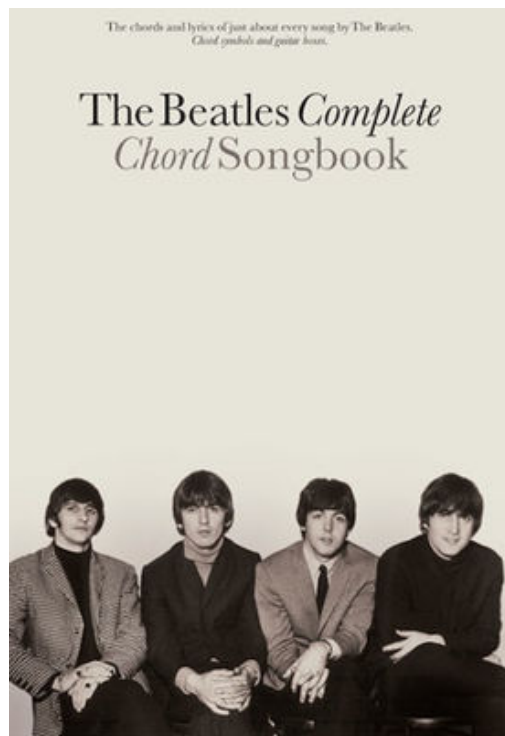 The chords and lyrics of just about every song by The Beatles.
Chord symbols and guitar boxes.
The Beatles Complete
Chord Songbook